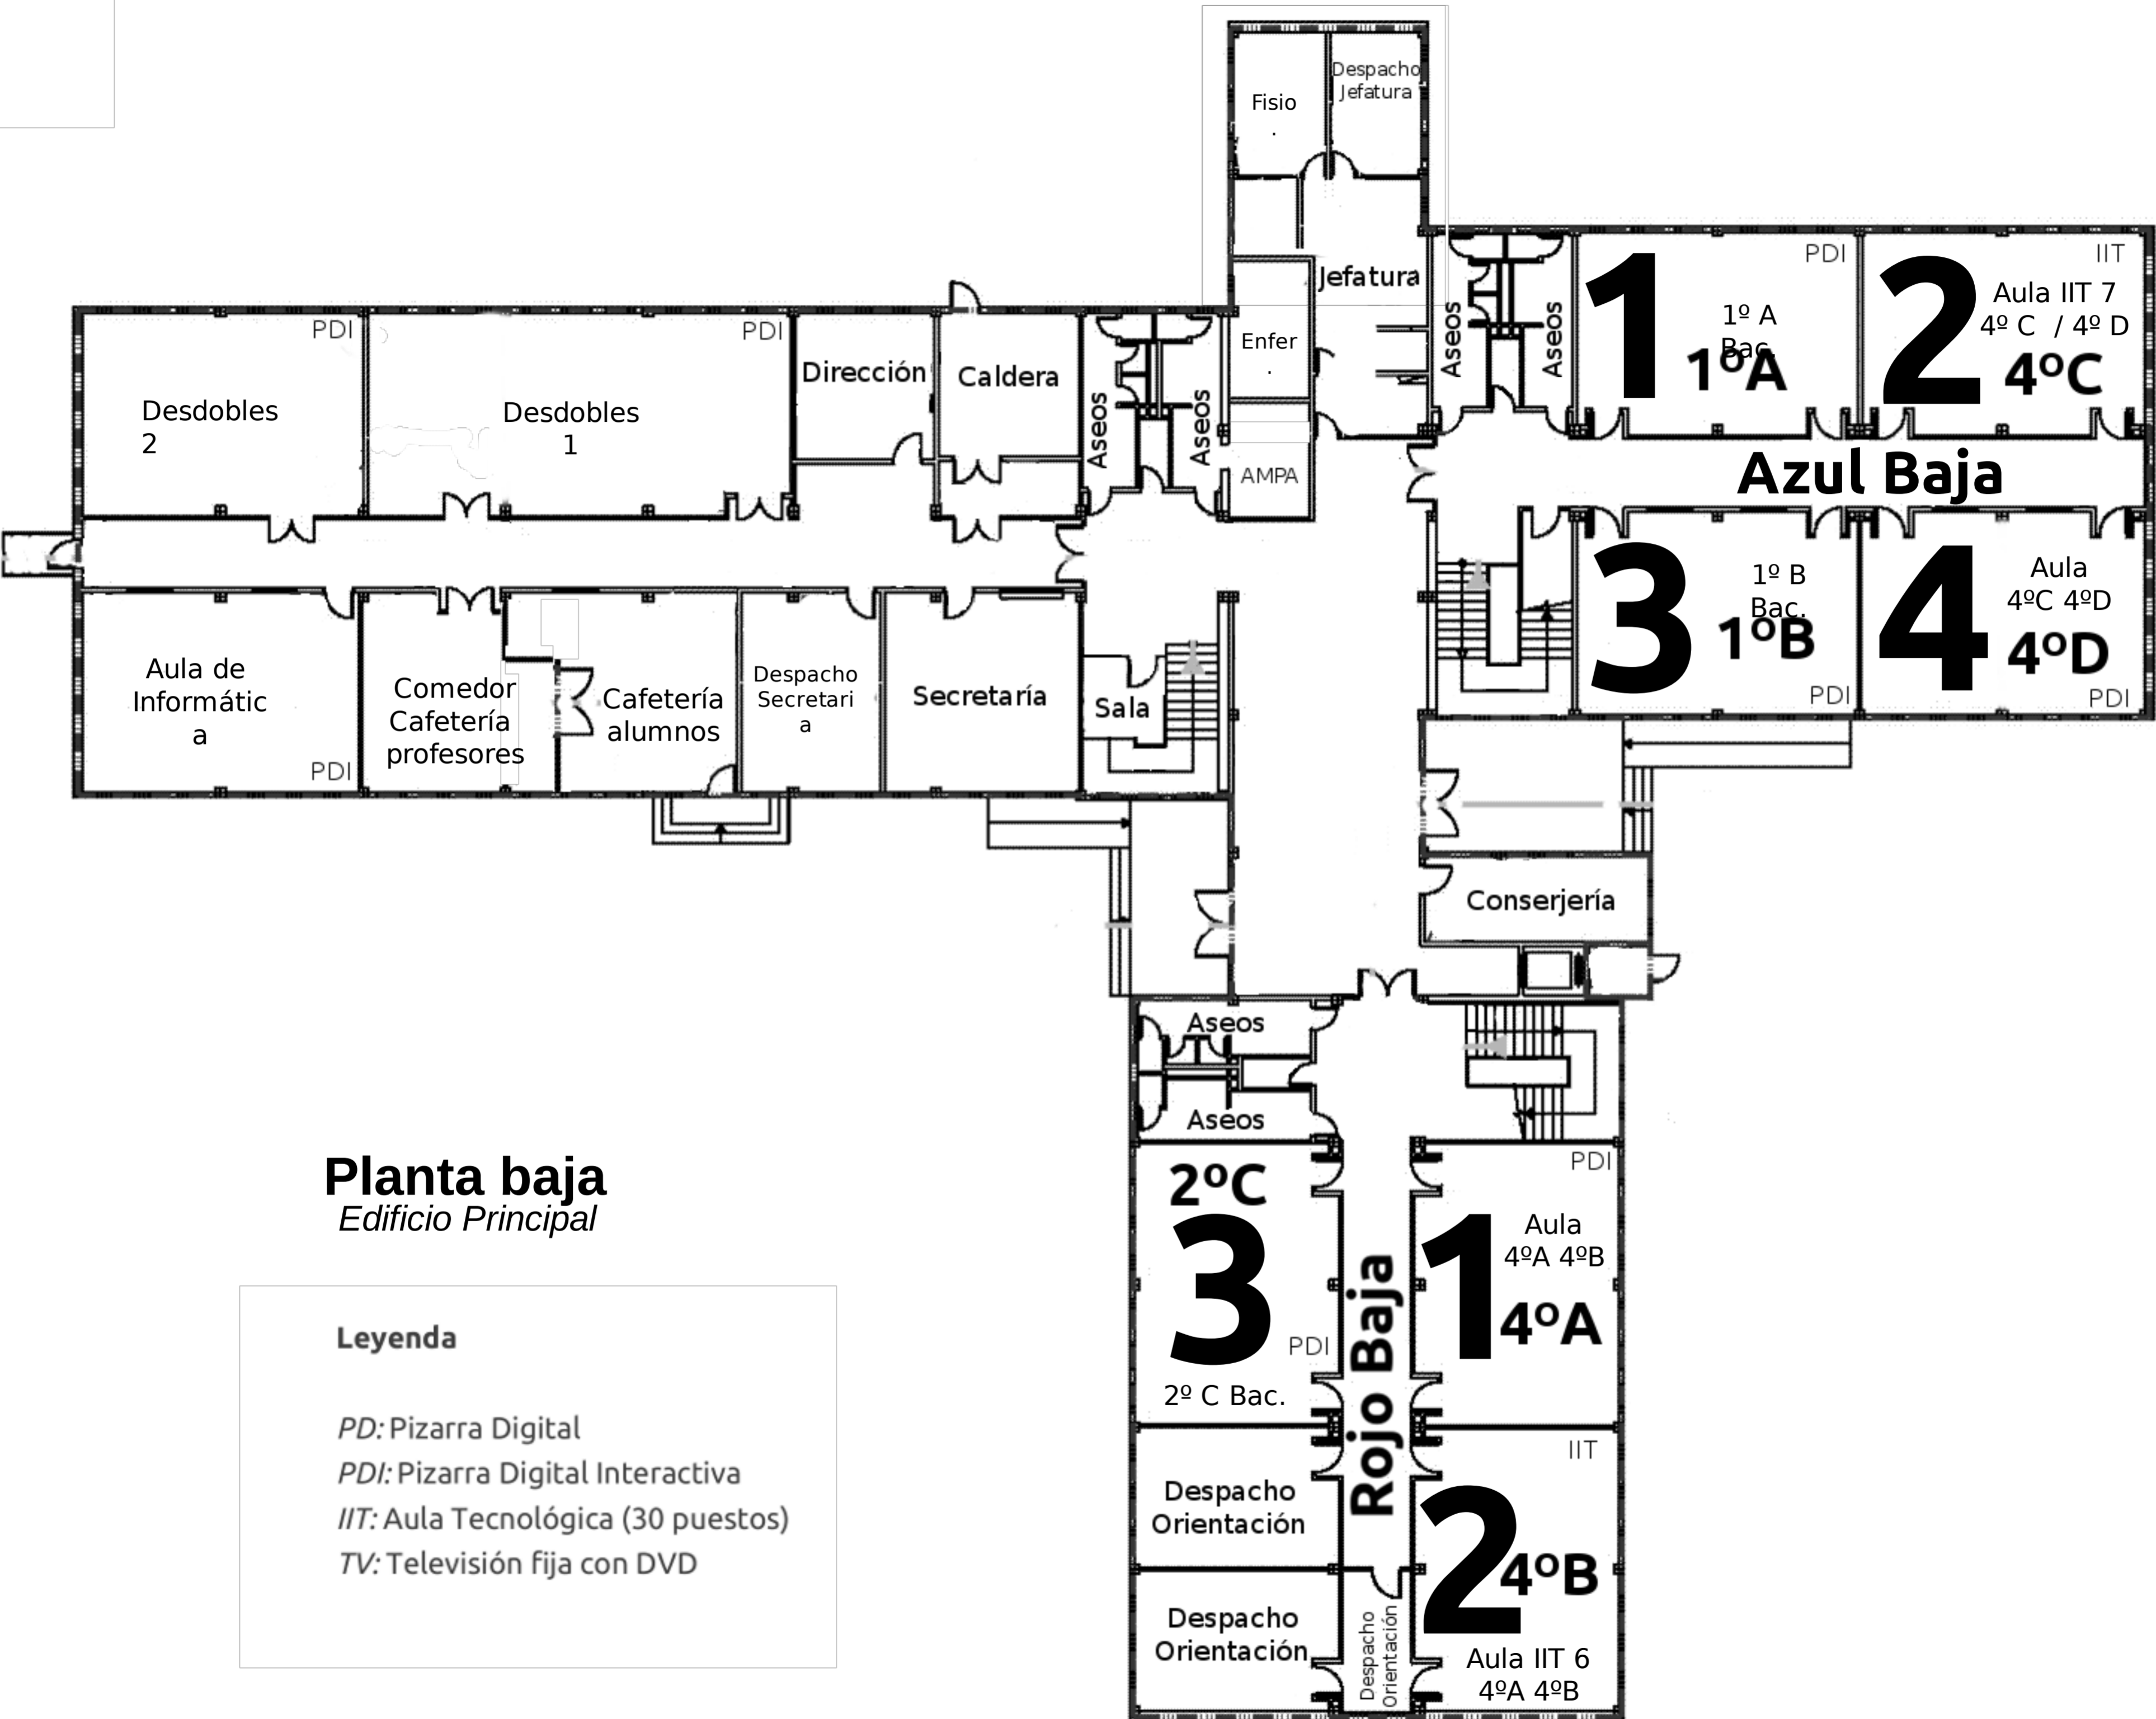 Fisio
.
Despacho
Jefatura
Jefatura
Enfer
.
AMPA
Aseos
Aseos
1
PDI
1º A
Bac.
1ºA
2
IIT
Aula IIT 7
4º C / 4º D
4ºC
Azul Baja
3
1º B
Bac.
1ºB
PDI
4
Aula
4ºC 4ºD
4ºD
PDI
PDI
Desdobles
2
PDI
Desdobles
1
Dirección
Caldera
Aseos
Aseos
Aula de
Informátic
a
PDI
Comedor
Cafetería
profesores
Cafetería
alumnos
Despacho
Secretari
a
Secretaría
Sala
Conserjería
Aseos
Aseos
2ºC
3
PDI
2º C Bac.
Rojo Baja
PDI
Aula
4ºA 4ºB
1
4ºA
Despacho
Orientación
Despacho
Orientación
Despacho
Orientación
IIT
2
4ºB
Aula IIT 6
4ºA 4ºB
Planta baja
Edificio Principal
Leyenda
PD: Pizarra Digital
PDI: Pizarra Digital Interactiva
IIT: Aula Tecnológica (30 puestos)
TV: Televisión fija con DVD